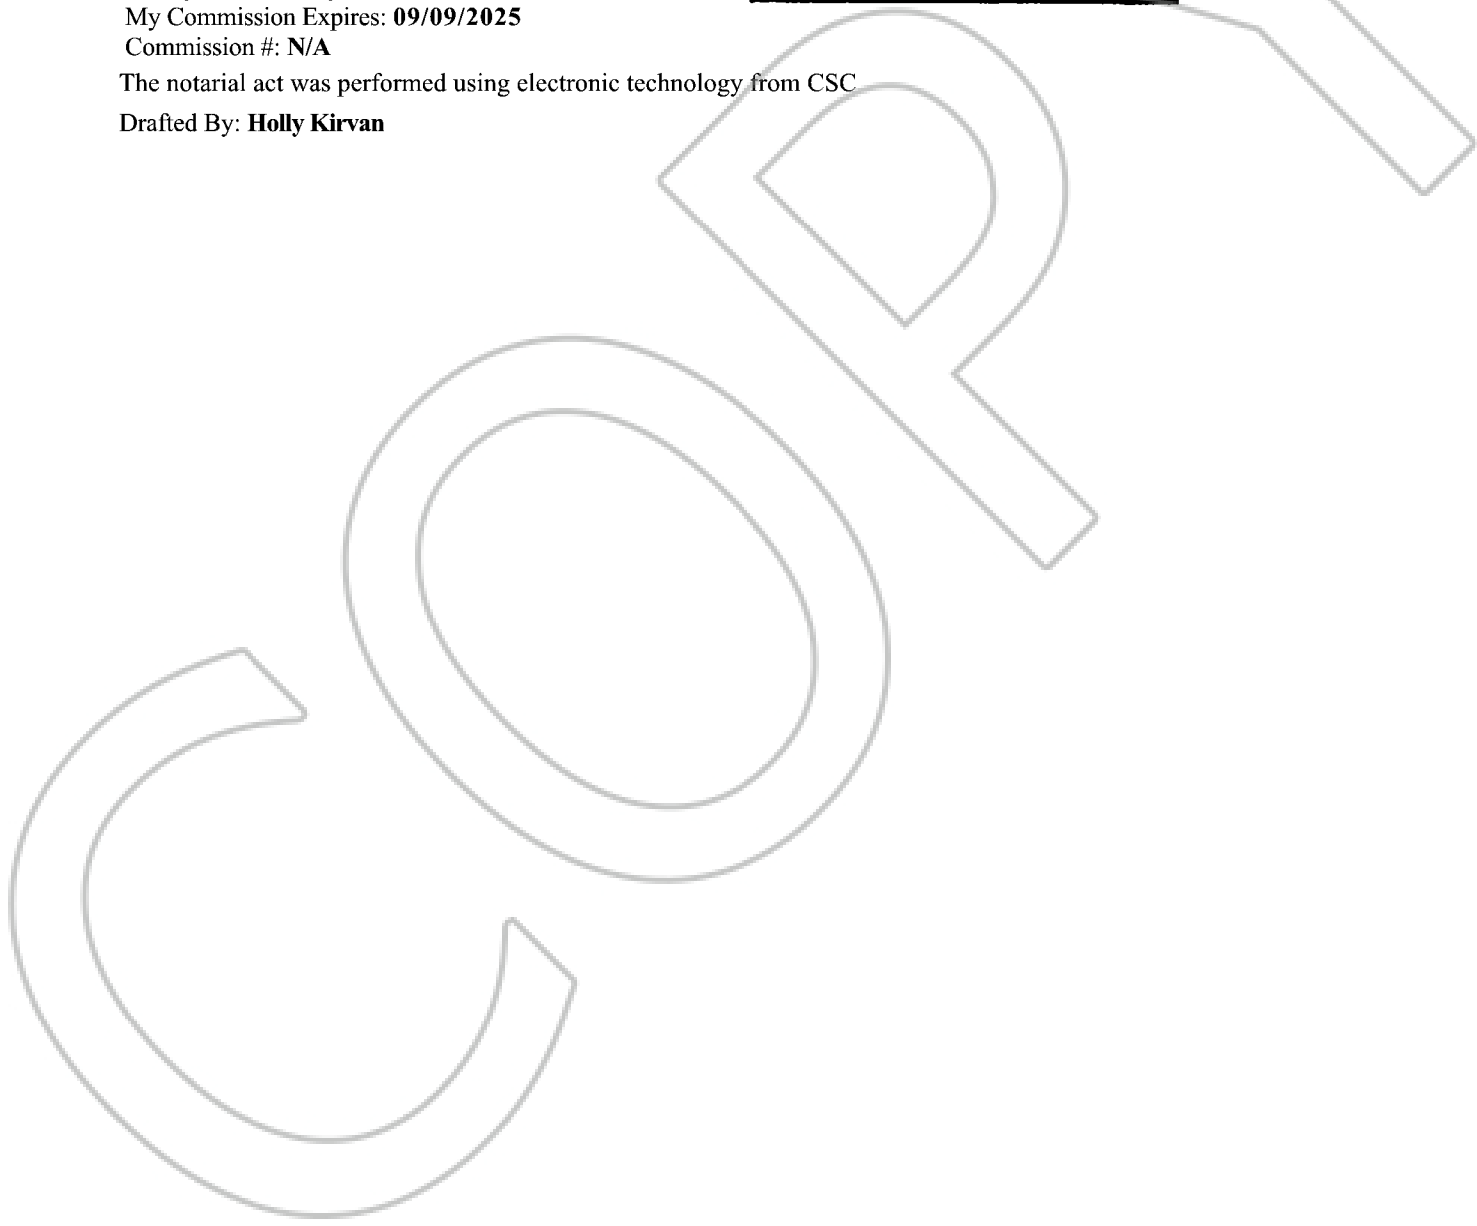 My Commission Expires: 09/09/2025
Commission #: N/A
The notarial act was performed using electronic technology from CSC
Drafted By: Holly Kirvan
COPY